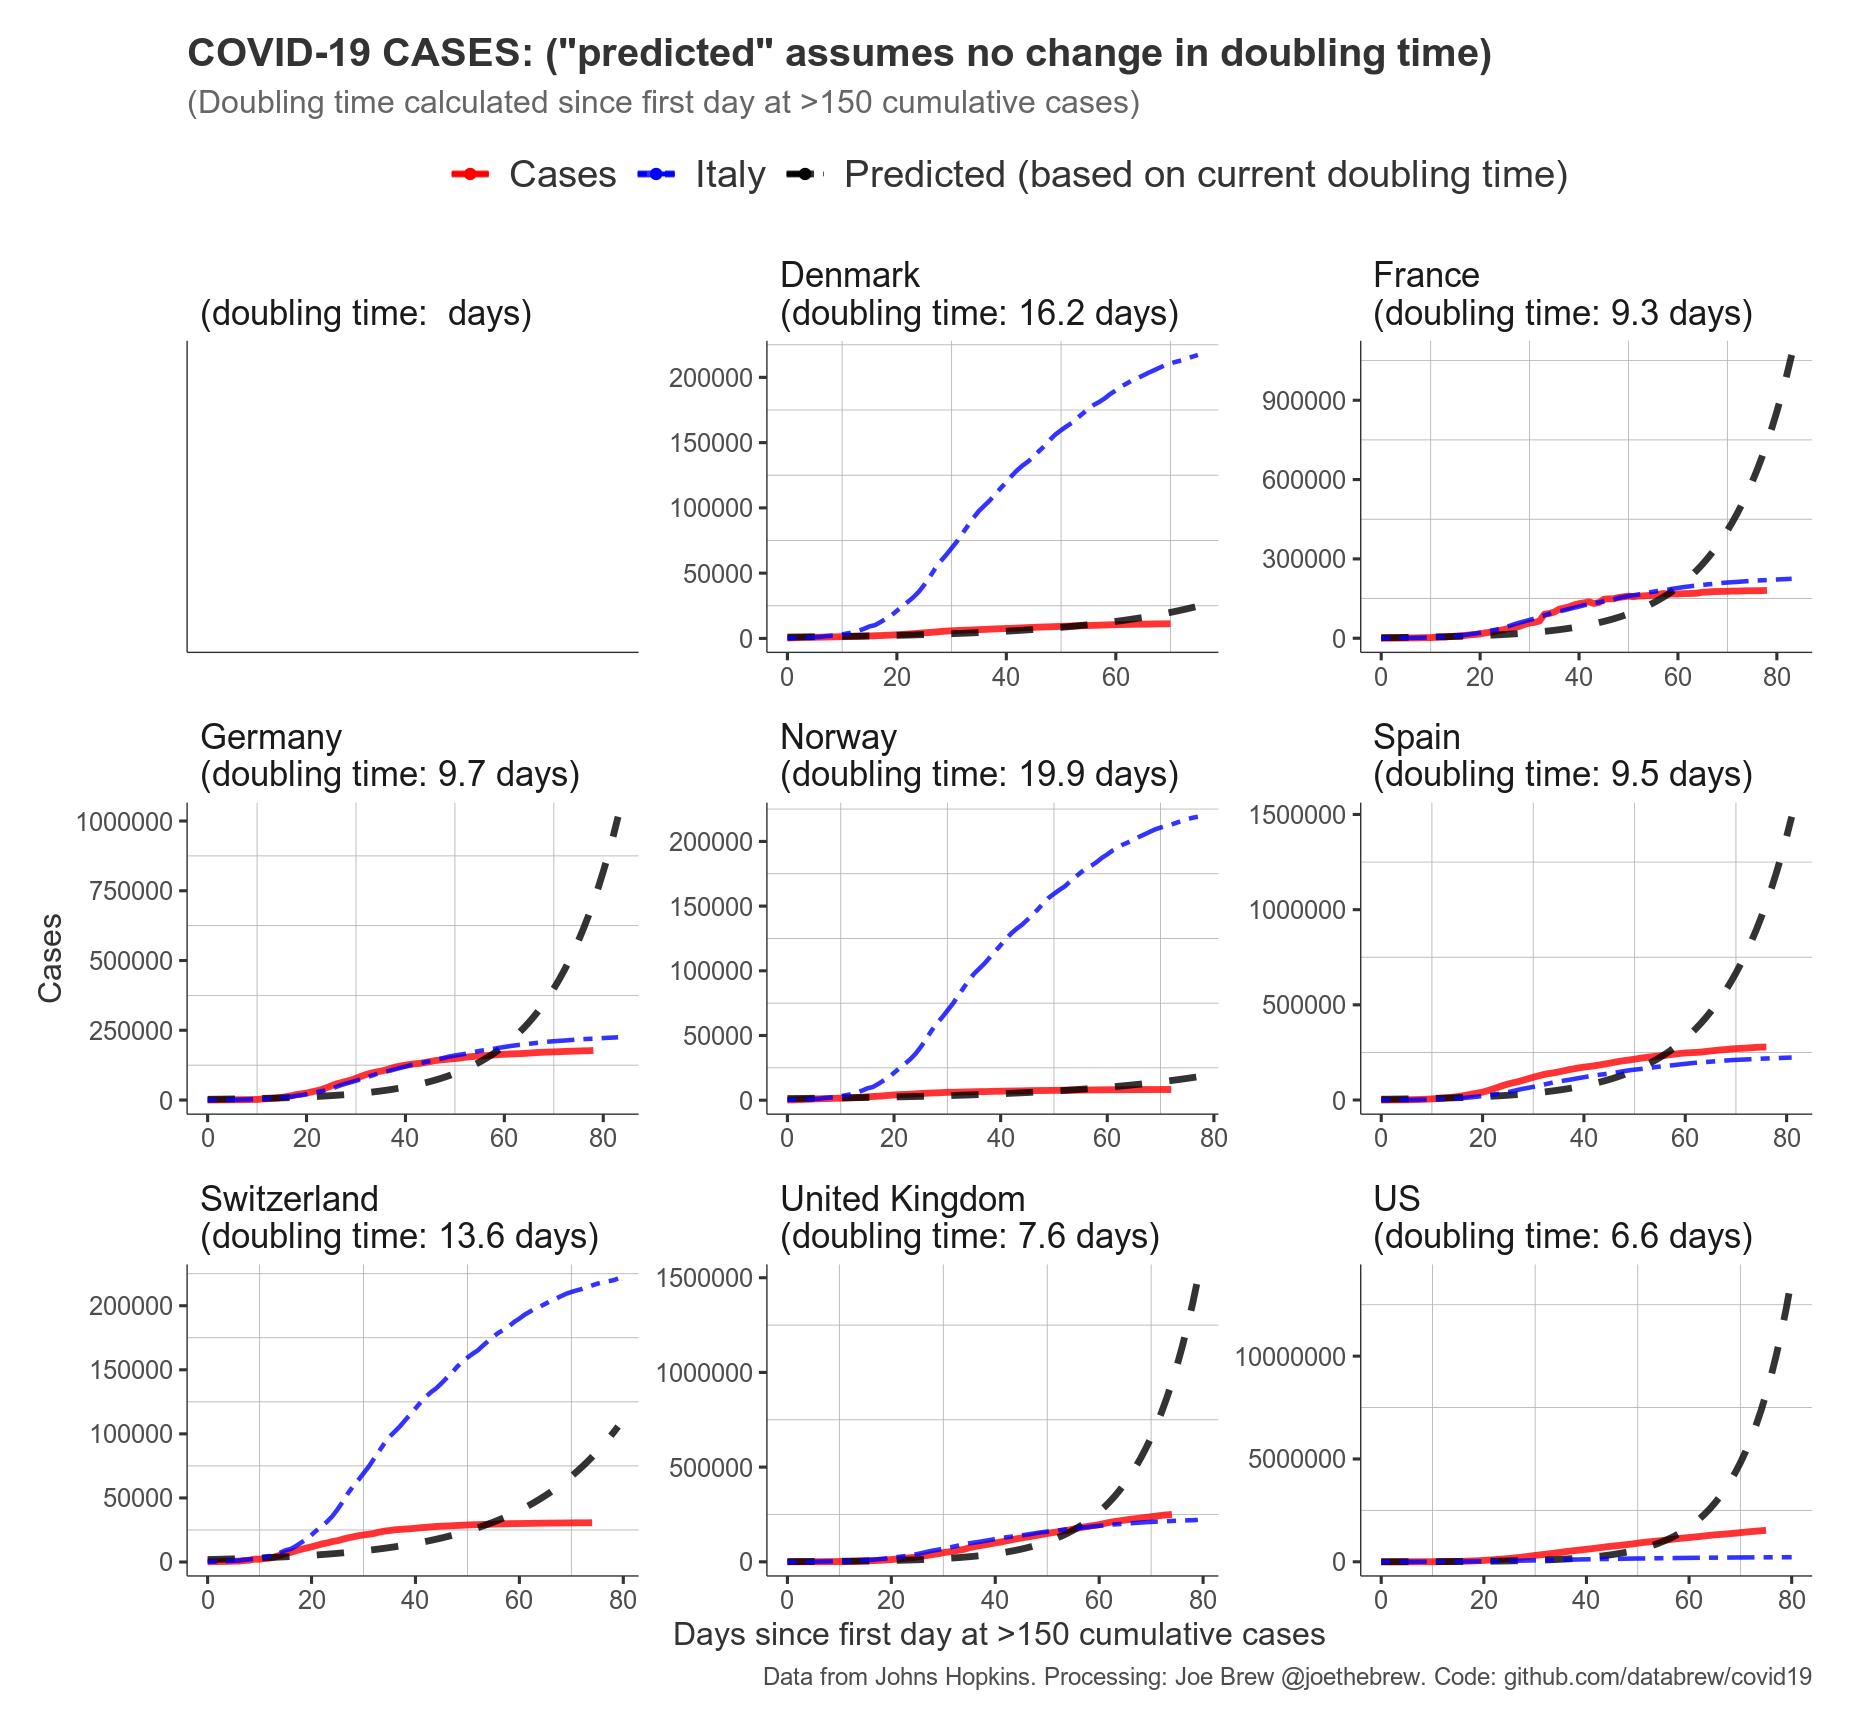 COVID-19 CASES: ("predicted" assumes no change in doubling time)
(Doubling time calculated since first day at >150 cumulative cases)
Cases Italy Predicted (based on current doubling time)
(doubling time:  days)
Denmark
(doubling time: 16.2 days)
200000
150000
100000
50000
0
0 20 40 60
France
(doubling time: 9.3 days)
900000
600000
300000
0
0 20 40 60 80
Cases
Germany
(doubling time: 9.7 days)
1000000
750000
500000
250000
0
0 20 40 60 80
Norway
(doubling time: 19.9 days)
200000
150000
100000
50000
0
0 20 40 60 80
Spain
(doubling time: 9.5 days)
1500000
1000000
500000
0
0 20 40 60 80
Switzerland
(doubling time: 13.6 days)
200000
150000
100000
50000
0
0 20 40 60 80
United Kingdom
(doubling time: 7.6 days)
1500000
1000000
500000
0
0 20 40 60 80
US
(doubling time: 6.6 days)
10000000
5000000
0
0 20 40 60 80
Days since first day at >150 cumulative cases
Data from Johns Hopkins. Processing: Joe Brew @joethebrew. Code: github.com/databrew/covid19